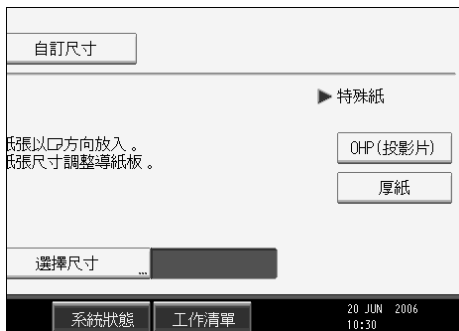 自訂尺寸
▶特殊紙
紙張以方向放入。
紙張尺寸調整導紙板。
OHP(投影片)
厚紙
選擇尺寸
系統狀態
工作清單
20 JUN 2006
10:30